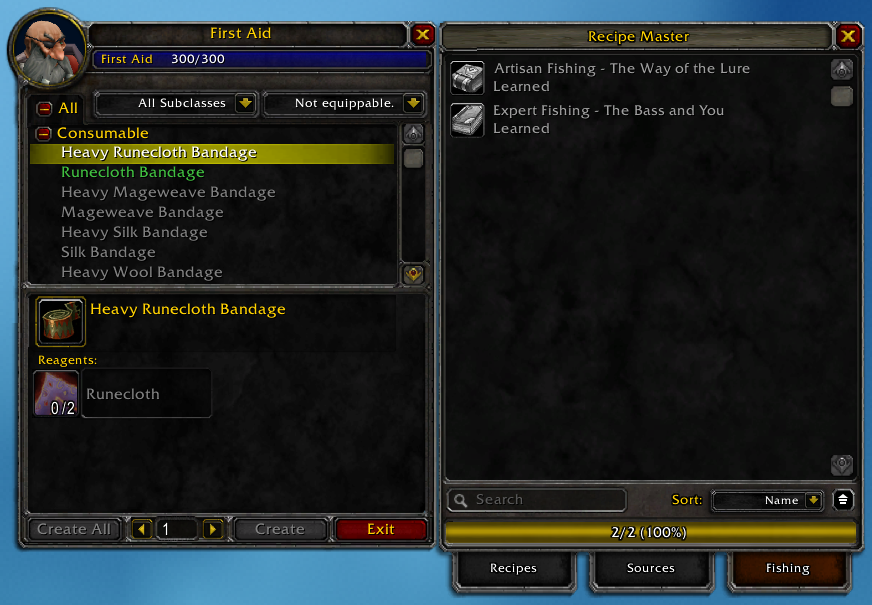 First Aid
First Aid 300/300
All
All Subclasses
Not equippable.
Consumable
Heavy Runecloth Bandage
Runecloth Bandage
Heavy Mageweave Bandage
Mageweave Bandage
Heavy Silk Bandage
Silk Bandage
Heavy Wool Bandage
Heavy Runecloth Bandage
Reagents:
0/2
Runecloth
Create All
1
Create
Exit
Recipe Master
Artisan Fishing - The Way of the Lure
Learned
Expert Fishing - The Bass and You
Learned
Search
Sort:
Name
2/2 (100%)
Recipes
Sources
Fishing